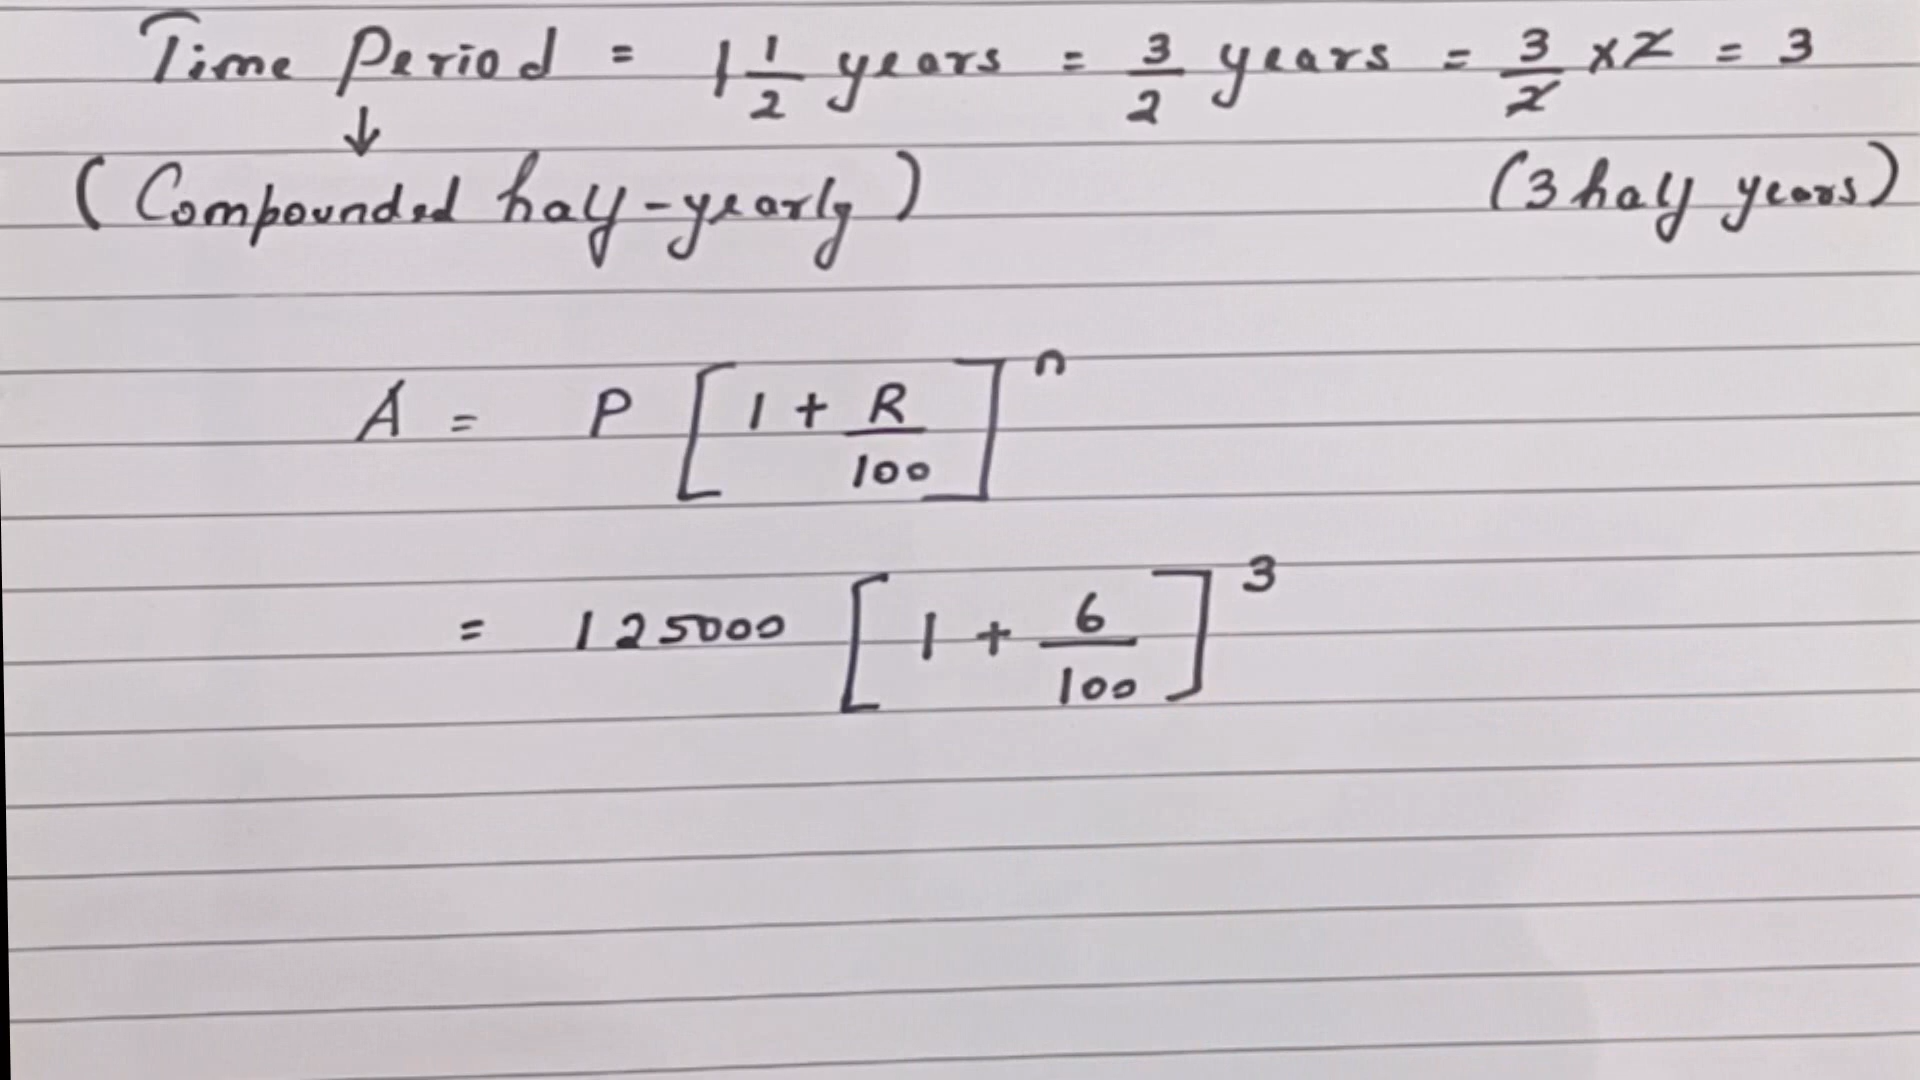 Time Period = 1 1/2 years = 3/2 years = 3/2 × 2 = 3
↓
(Compounded half-yearly) (3 half years)
A = P [1 + R/100]^n
= 125000 [1 + 6/100]^3